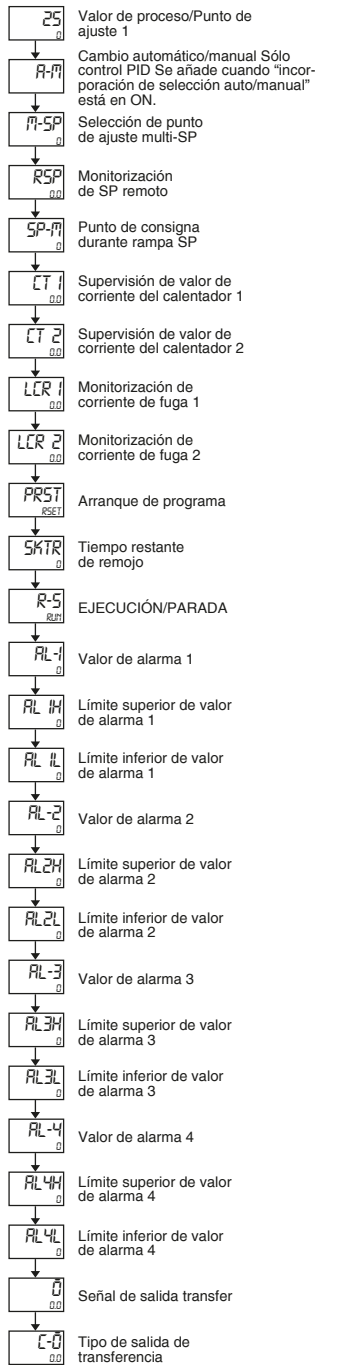 25
0
Valor de proceso/Punto de
ajuste 1
A-M
Cambio automático/manual Sólo
control PID Se añade cuando “incor-
poración de selección auto/manual”
está en ON.
M-SP
0
Selección de punto
de ajuste multi-SP
RSP
0.0
Monitorización
de SP remoto
SP-M
0
Punto de consigna
durante rampa SP
CT 1
0.0
Supervisión de valor de
corriente del calentador 1
CT 2
0.0
Supervisión de valor de
corriente del calentador 2
LCR 1
0.0
Monitorización de
corriente de fuga 1
LCR 2
0.0
Monitorización de
corriente de fuga 2
PRST
RSET
Arranque de programa
SKTR
0
Tiempo restante
de remojo
R-S
RUN
EJECUCIÓN/PARADA
AL-1
0
Valor de alarma 1
AL 1H
0
Límite superior de valor
de alarma 1
AL 1L
0
Límite inferior de valor
de alarma 1
AL-2
0
Valor de alarma 2
AL2H
0
Límite superior de valor
de alarma 2
AL2L
0
Límite inferior de valor
de alarma 2
AL-3
0
Valor de alarma 3
AL3H
0
Límite superior de valor
de alarma 3
AL3L
0
Límite inferior de valor
de alarma 3
AL-4
0
Valor de alarma 4
AL4H
0
Límite superior de valor
de alarma 4
AL4L
0
Límite inferior de valor
de alarma 4
Ō
0.0
Señal de salida transfer
C-Ō
0.0
Tipo de salida de
transferencia